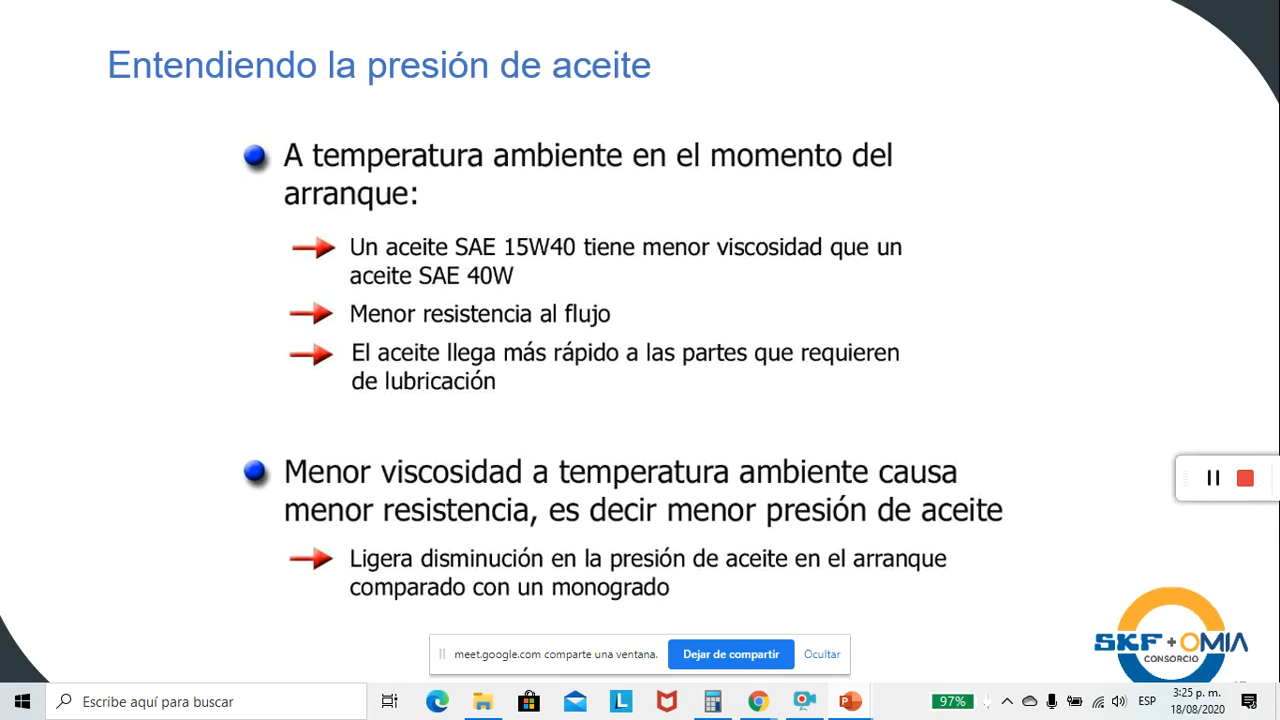 Entendiendo la presión de aceite
A temperatura ambiente en el momento del
arranque:
Un aceite SAE 15W40 tiene menor viscosidad que un
aceite SAE 40W
Menor resistencia al flujo
El aceite llega más rápido a las partes que requieren
de lubricación
Menor viscosidad a temperatura ambiente causa
menor resistencia, es decir menor presión de aceite
Ligera disminución en la presión de aceite en el arranque
comparado con un monogrado
SKF + OMIA
CONSORCIO
meet.google.com comparte una ventana.
Dejar de compartir
Ocultar
Escribe aquí para buscar
97%
ESP
3:25 p. m.
18/08/2020